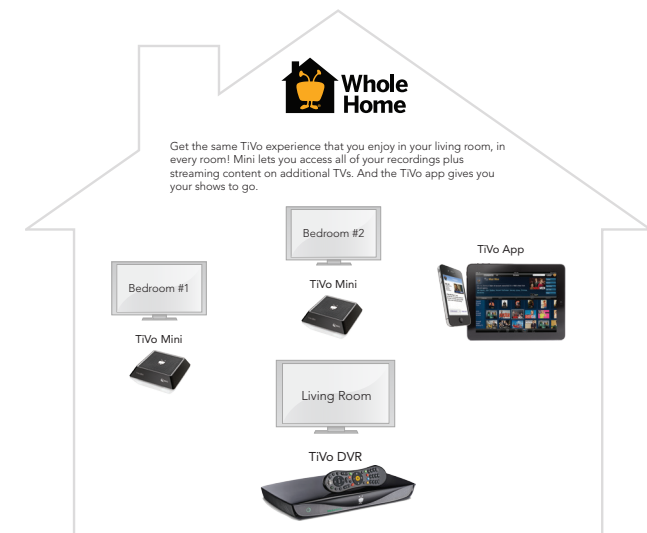 Whole
Home
Get the same TiVo experience that you enjoy in your living room, in
every room! Mini lets you access all of your recordings plus
streaming content on additional TVs. And the TiVo app gives you
your shows to go.
Bedroom #2
TiVo App
Bedroom #1
TiVo Mini
TiVo Mini
Living Room
TiVo DVR